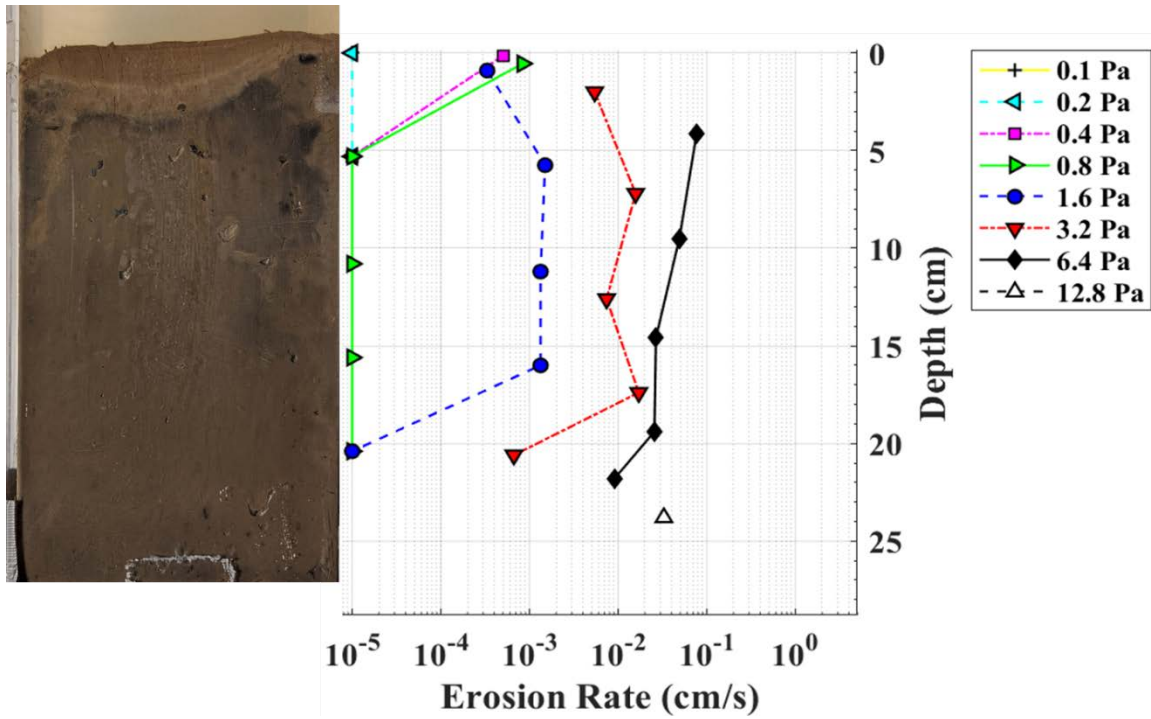 0
5
10
15
20
25
Depth (cm)
10-5
10-4
10-3
10-2
10-1
100
Erosion Rate (cm/s)
0.1 Pa
0.2 Pa
0.4 Pa
0.8 Pa
1.6 Pa
3.2 Pa
6.4 Pa
12.8 Pa